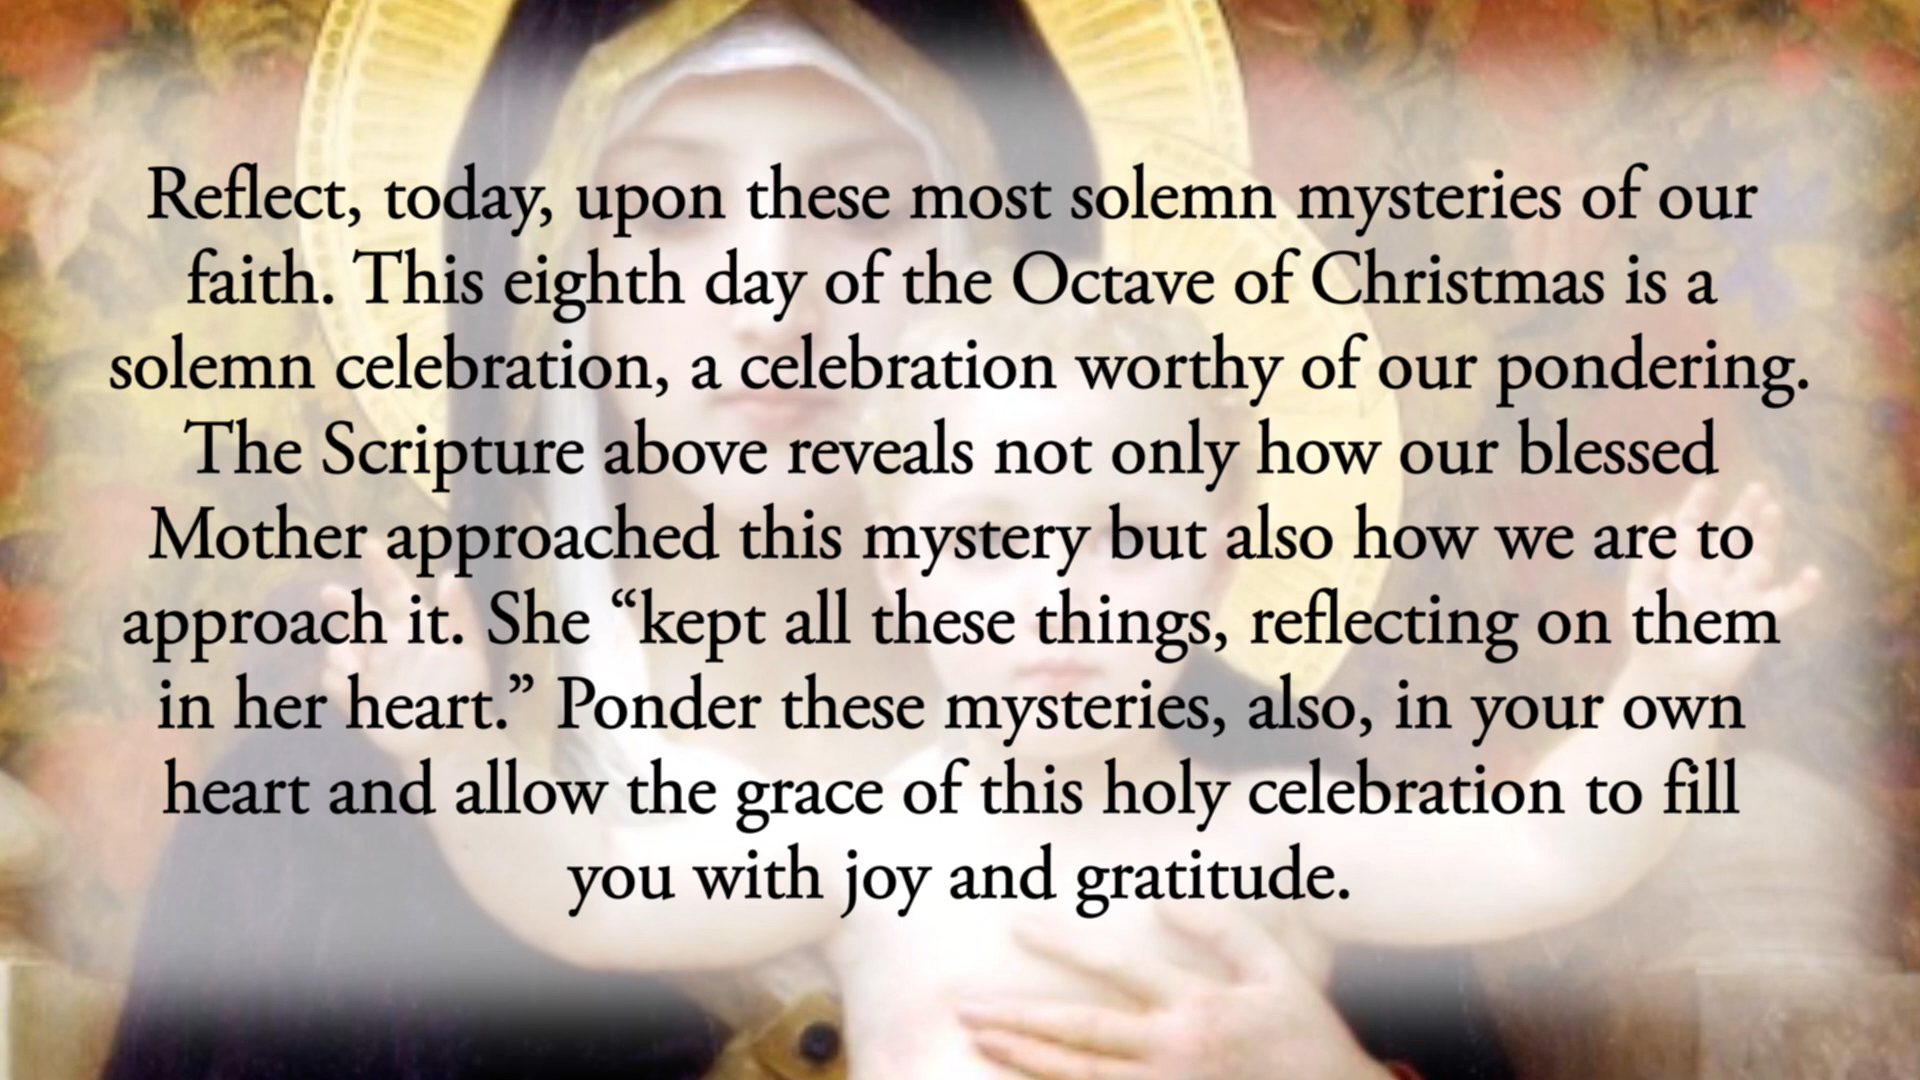 Reflect, today, upon these most solemn mysteries of our
faith. This eighth day of the Octave of Christmas is a
solemn celebration, a celebration worthy of our pondering.
The Scripture above reveals not only how our blessed
Mother approached this mystery but also how we are to
approach it. She “kept all these things, reflecting on them
in her heart.” Ponder these mysteries, also, in your own
heart and allow the grace of this holy celebration to fill
you with joy and gratitude.